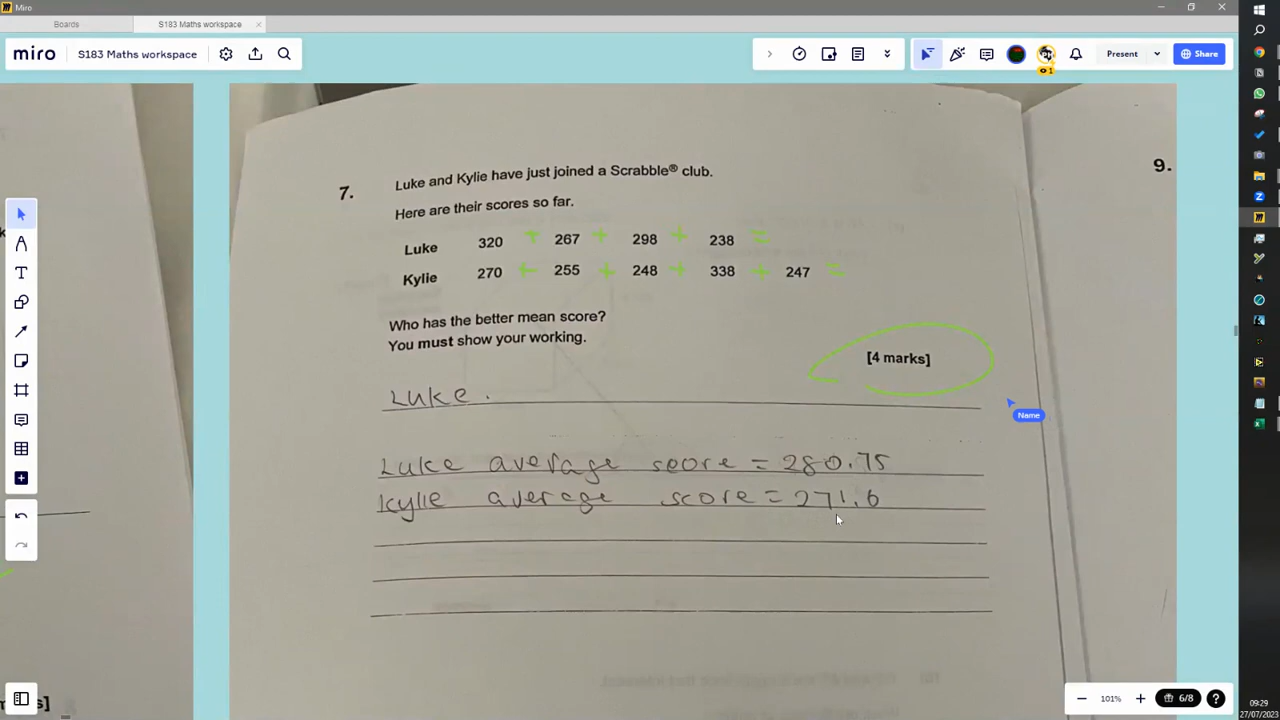 Miro
Boards
S183 Maths workspace
miro
S183 Maths workspace
Present
Share
7.
Luke and Kylie have just joined a Scrabble® club.
Here are their scores so far.
Luke 320 + 267 + 298 + 238 =
Kylie 270 + 255 + 248 + 338 + 247 =
Who has the better mean score?
You must show your working.
[4 marks]
Name
Luke.
Luke average score = 280.75
Kylie average score = 271.6
9.
101%
6/8
09:29
27/07/2023